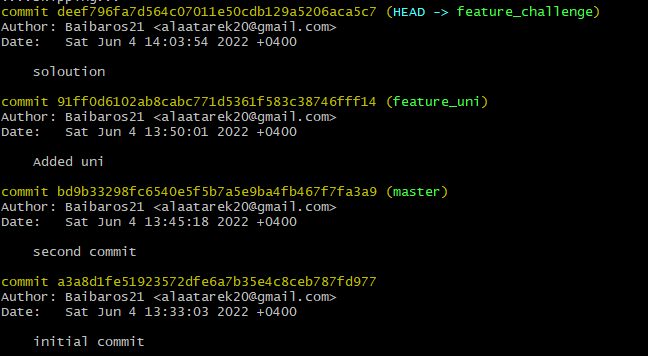 commit deef796fa7d564c07011e50cdb129a5206aca5c7 (HEAD -> feature_challenge)
Author: Baibaros21 <alaatarek20@gmail.com>
Date:   Sat Jun 4 14:03:54 2022 +0400
soloution
commit 91ff0d6102ab8cabc771d5361f583c38746fff14 (feature_uni)
Author: Baibaros21 <alaatarek20@gmail.com>
Date:   Sat Jun 4 13:50:01 2022 +0400
Added uni
commit bd9b33298fc6540e5f5b7a5e9ba4fb467f7fa3a9 (master)
Author: Baibaros21 <alaatarek20@gmail.com>
Date:   Sat Jun 4 13:45:18 2022 +0400
second commit
commit a3a8d1fe51923572dfe6a7b35e4c8ceb787fd977
Author: Baibaros21 <alaatarek20@gmail.com>
Date:   Sat Jun 4 13:33:03 2022 +0400
initial commit